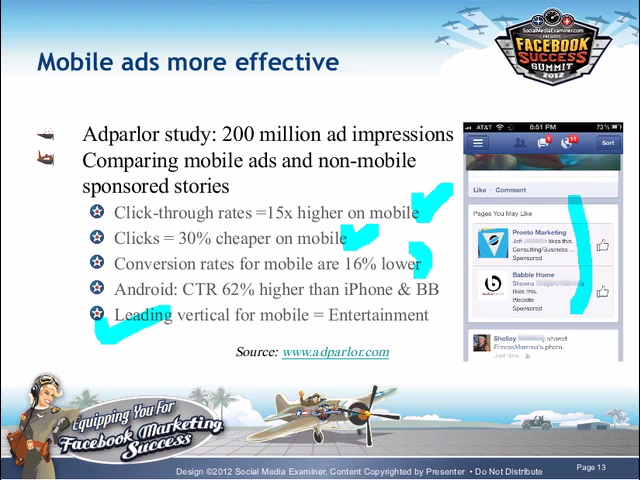 SocialMediaExaminer.com
PRESENTS
FACEBOOK
SUCCESS
SUMMIT
2012
Mobile ads more effective
Adparlor study: 200 million ad impressions
Comparing mobile ads and non-mobile
sponsored stories
Click-through rates =15x higher on mobile
Clicks = 30% cheaper on mobile
Conversion rates for mobile are 16% lower
Android: CTR 62% higher than iPhone & BB
Leading vertical for mobile = Entertainment
Source: www.adparlor.com
AT&T 6:51 PM 73%
Sort
Like · Comment
Pages You May Like
Pronto Marketing
Jeff likes this.
Consulting/Business ...
Sponsored
Babble Home
Shawna
likes this.
Website
Sponsored
Shelley shared
FitnessMamma's photo.
Equipping You For
Facebook Marketing
Success
Design ©2012 Social Media Examiner, Content Copyrighted by Presenter • Do Not Distribute
Page 13